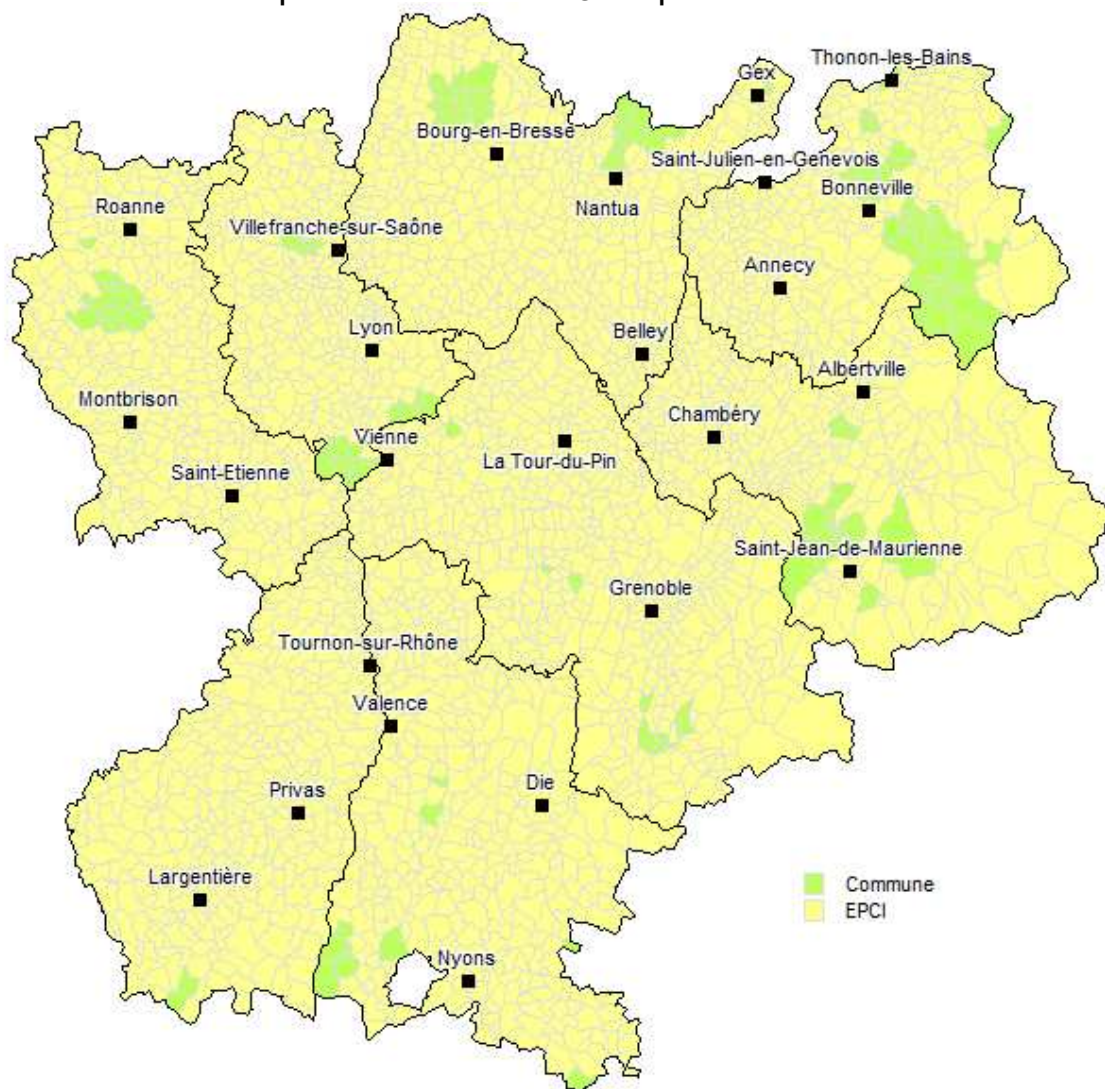 Thonon-les-Bains
Gex
Bourg-en-Bresse
Saint-Julien-en-Genevois
Nantua
Bonneville
Roanne
Villefranche-sur-Saône
Annecy
Lyon
Belley
Albertville
Montbrison
Chambéry
Vienne
La Tour-du-Pin
Saint-Etienne
Saint-Jean-de-Maurienne
Grenoble
Tournon-sur-Rhône
Valence
Die
Privas
Largentière
Commune
EPCI
Nyons